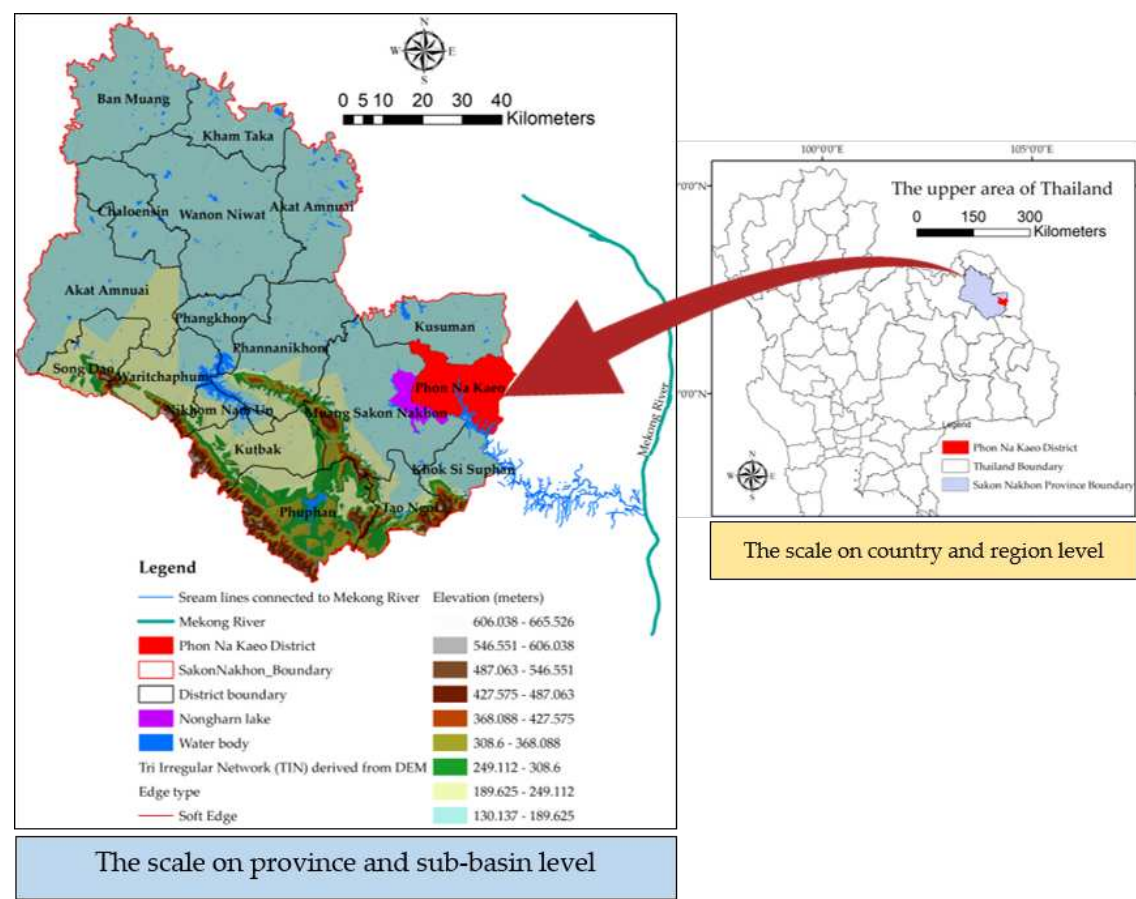 N
W
E
S
0 5 10 20 30 40
Kilometers
Ban Muang
Kham Taka
Akat Amnuai
Chaloensin
Wanon Niwat
Akat Amnuai
Phangkhon
Kusuman
Phannanikhom
Song Dao
Waritchaphum
Phon Na Kaeo
Nikhom Nam Un
Muang Sakon Nakhon
Kutbak
Khok Si Suphan
Phuphan
Tao Ngoi
Mekong River
Legend
Sream lines connected to Mekong River
Mekong River
Phon Na Kaeo District
SakonNakhon_Boundary
District boundary
Nongharn lake
Water body
Tri Irregular Network (TIN) derived from DEM
Edge type
Soft Edge
Elevation (meters)
606.038 - 665.526
546.551 - 606.038
487.063 - 546.551
427.575 - 487.063
368.088 - 427.575
308.6 - 368.088
249.112 - 308.6
189.625 - 249.112
130.137 - 189.625
The scale on province and sub-basin level
100°0'0"E
105°0'0"E
The upper area of Thailand
0 150 300
Kilometers
Legend
Phon Na Kaeo District
Thailand Boundary
Sakon Nakhon Province Boundary
N
W
E
S
The scale on country and region level